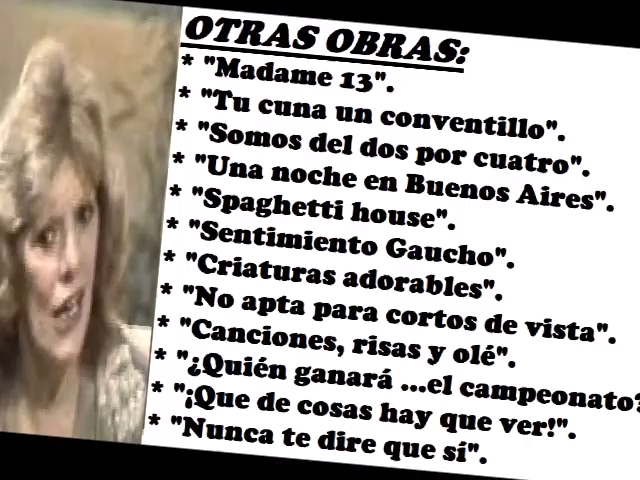 OTRAS OBRAS:
* "Madame 13".
* "Tu cuna un conventillo".
* "Somos del dos por cuatro".
* "Una noche en Buenos Aires".
* "Spaghetti house".
* "Sentimiento Gaucho".
* "Criaturas adorables".
* "No apta para cortos de vista".
* "Canciones, risas y olé".
* "¿Quién ganará ...el campeonato?
* "¡Que de cosas hay que ver!".
* "Nunca te dire que sí".